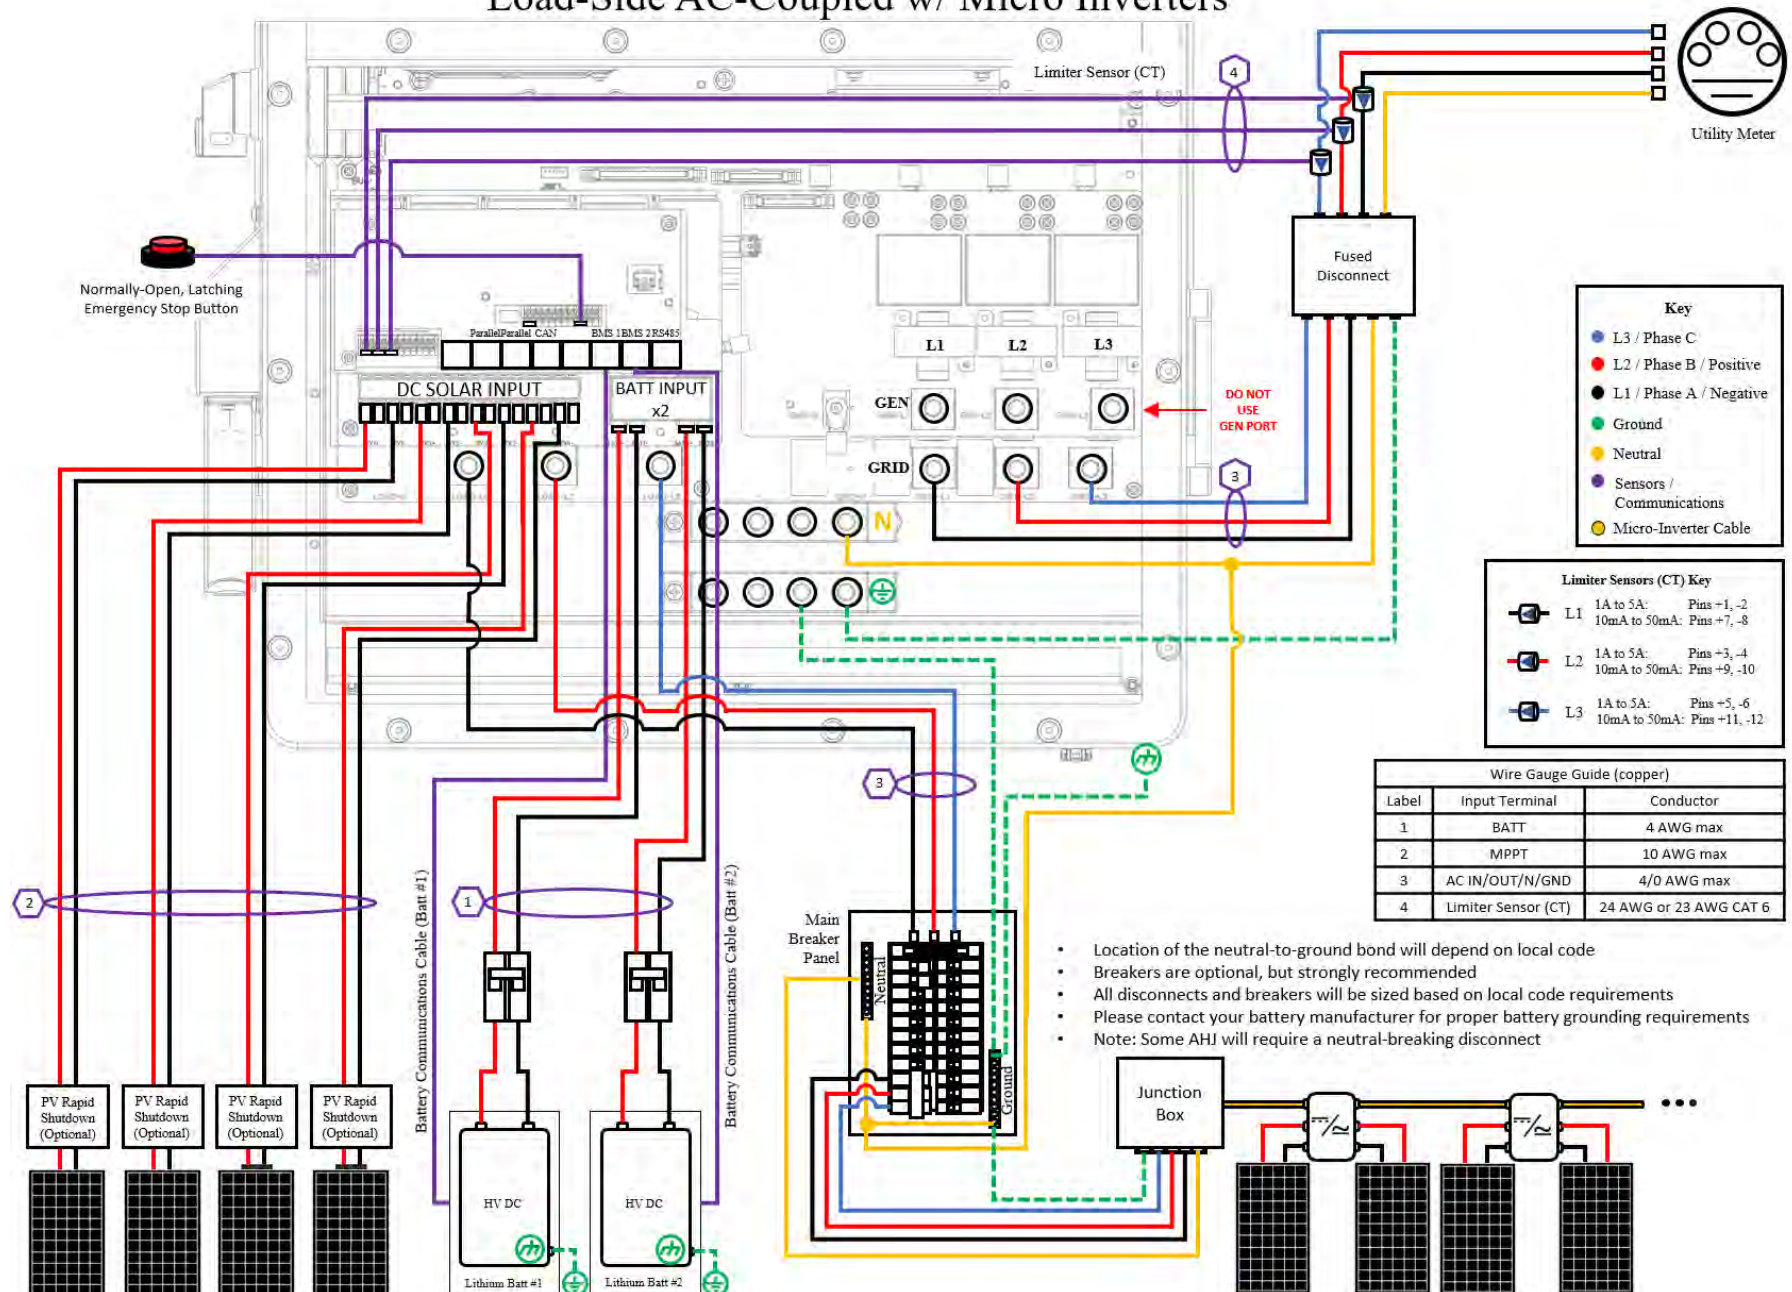 Load-Side AC-Coupled w/ Micro Inverters
Limiter Sensor (CT)
4
Utility Meter
Normally-Open, Latching
Emergency Stop Button
Fused
Disconnect
Parallel Parallel CAN BMS 1 BMS 2 RS485
DC SOLAR INPUT
BATT INPUT
x2
L1 L2 L3
GEN
DO NOT
USE
GEN PORT
GRID
3
N
Key
L3 / Phase C
L2 / Phase B / Positive
L1 / Phase A / Negative
Ground
Neutral
Sensors /
Communications
Micro-Inverter Cable
Limiter Sensors (CT) Key
L1 1A to 5A: Pins +1, -2
10mA to 50mA: Pins +7, -8
L2 1A to 5A: Pins +3, -4
10mA to 50mA: Pins +9, -10
L3 1A to 5A: Pins +5, -6
10mA to 50mA: Pins +11, -12
Wire Gauge Guide (copper)
Label Input Terminal Conductor
1 BATT 4 AWG max
2 MPPT 10 AWG max
3 AC IN/OUT/N/GND 4/0 AWG max
4 Limiter Sensor (CT) 24 AWG or 23 AWG CAT 6
3
2
1
Battery Communications Cable (Batt #1)
Battery Communications Cable (Batt #2)
Main
Breaker
Panel
Neutral
Ground
• Location of the neutral-to-ground bond will depend on local code
• Breakers are optional, but strongly recommended
• All disconnects and breakers will be sized based on local code requirements
• Please contact your battery manufacturer for proper battery grounding requirements
• Note: Some AHJ will require a neutral-breaking disconnect
Junction
Box
PV Rapid
Shutdown
(Optional)
PV Rapid
Shutdown
(Optional)
PV Rapid
Shutdown
(Optional)
PV Rapid
Shutdown
(Optional)
HV DC
HV DC
Lithium Batt #1
Lithium Batt #2